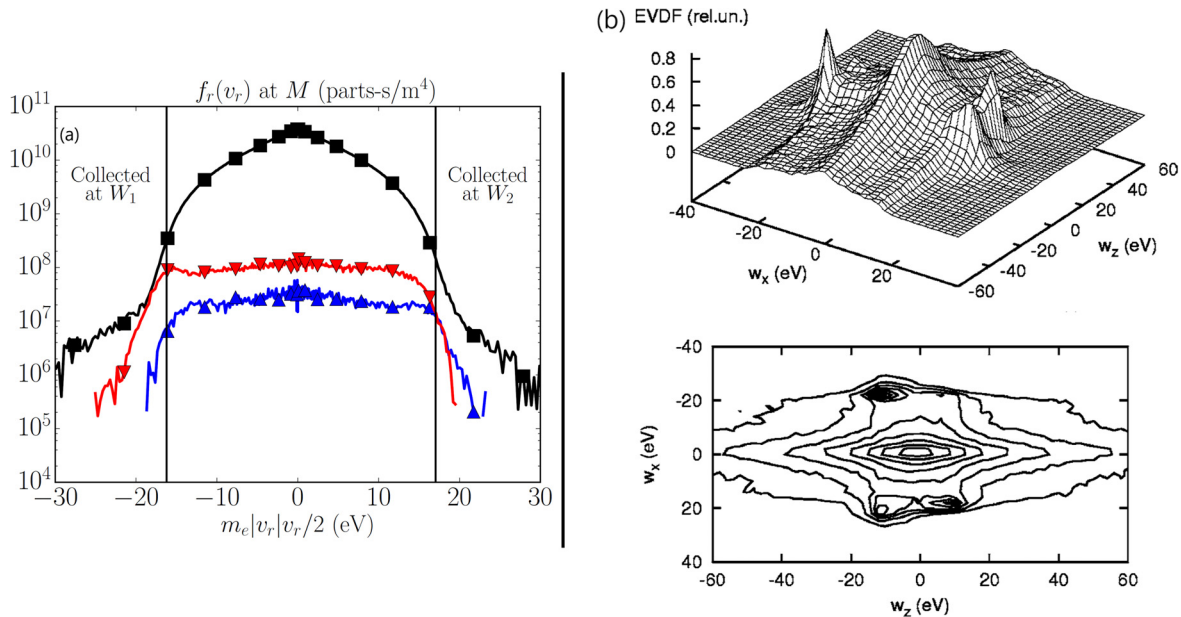 f_r(v_r) at M (parts-s/m^4)
10^11
(a)
10^10
Collected at W_1
Collected at W_2
10^9
10^8
10^7
10^6
10^5
10^4
−30 −20 −10 0 10 20 30
m_e|v_r|v_r/2 (eV)
(b) EVDF (rel.un.)
0.8
0.6
0.4
0.2
0
-40
-20
0
20
w_x (eV)
60
40
20
0
-20
-40
-60
w_z (eV)
-40
-20
0
20
40
w_x (eV)
-60 -40 -20 0 20 40 60
w_z (eV)